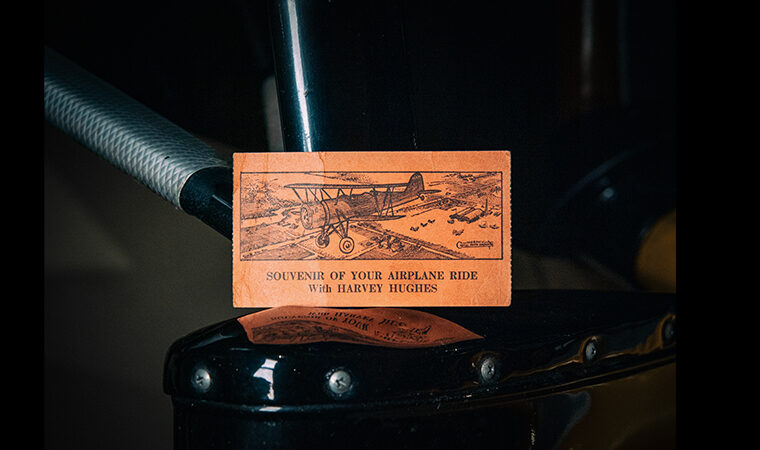 SOUVENIR OF YOUR AIRPLANE RIDE
With HARVEY HUGHES